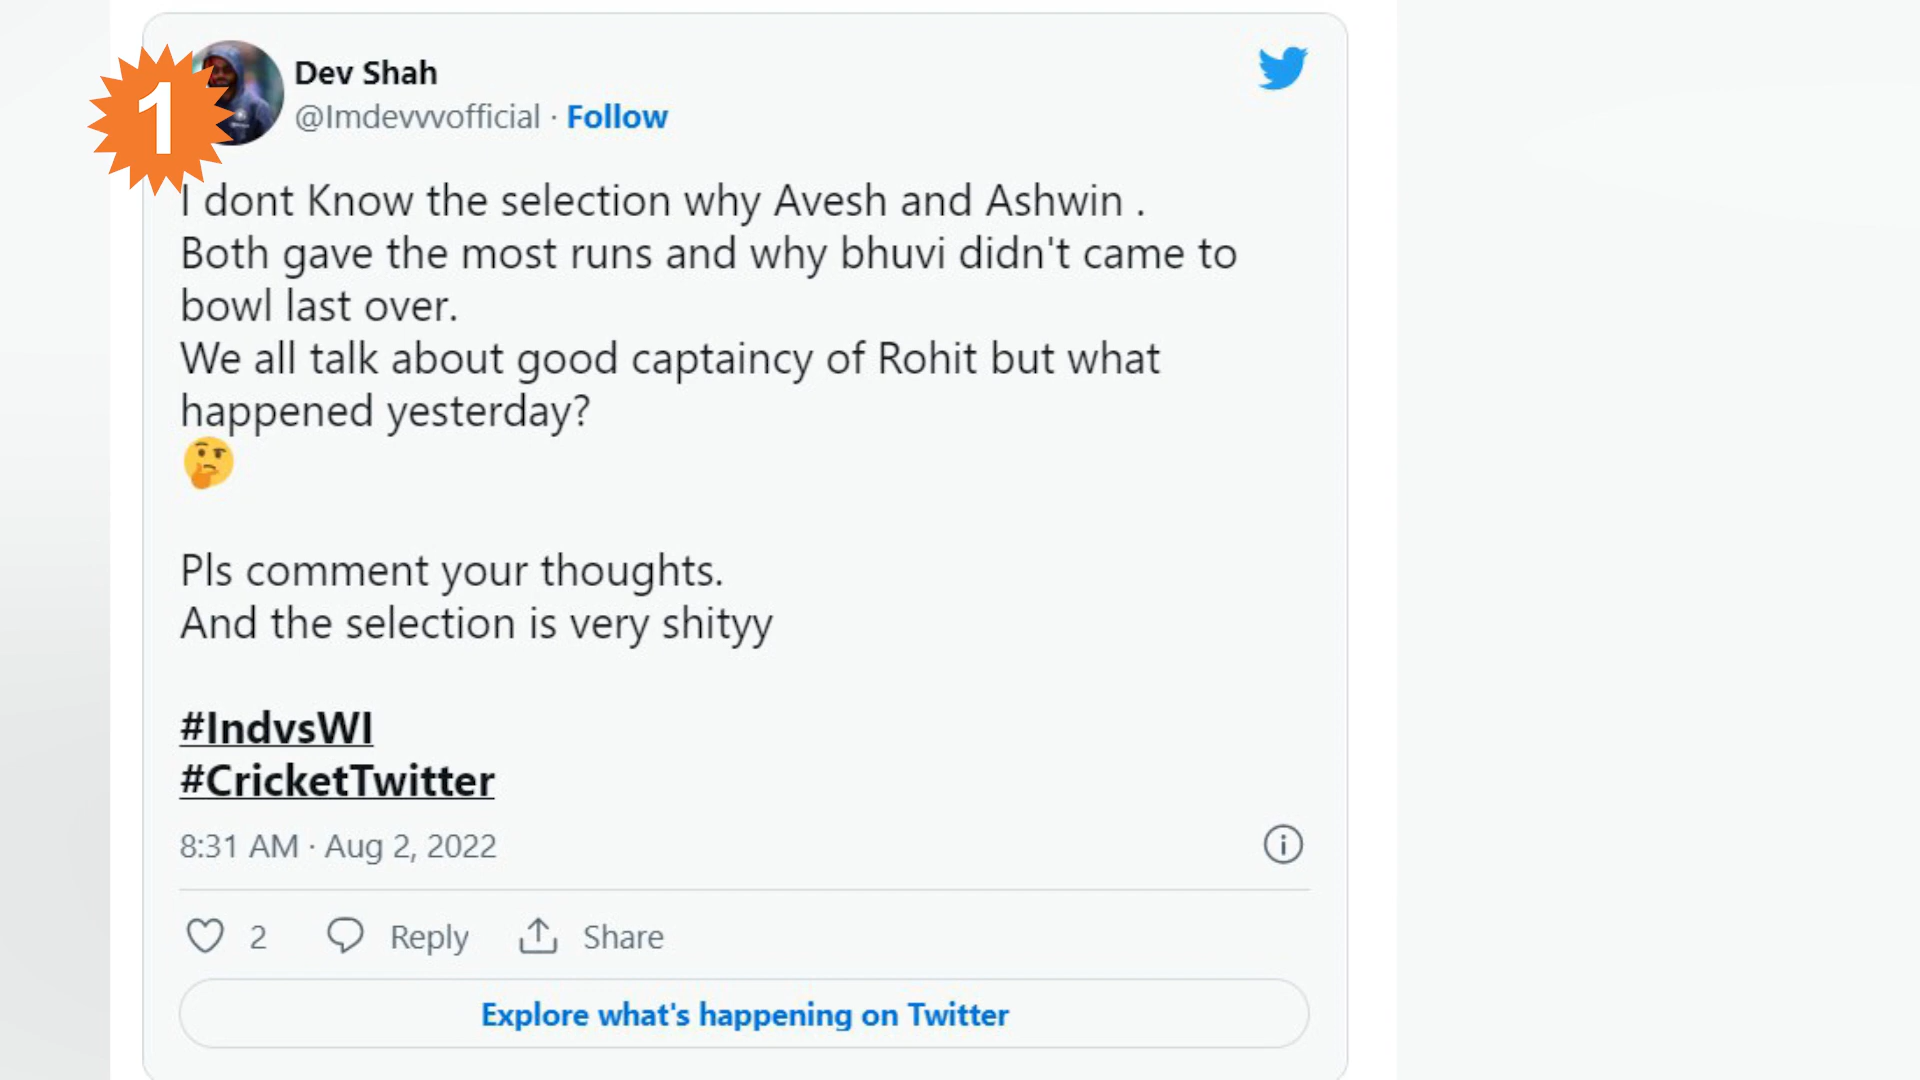 1
Dev Shah
@Imdevvvofficial · Follow
I dont Know the selection why Avesh and Ashwin .
Both gave the most runs and why bhuvi didn't came to
bowl last over.
We all talk about good captaincy of Rohit but what
happened yesterday?
🤔
Pls comment your thoughts.
And the selection is very shityy
#IndvsWI
#CricketTwitter
8:31 AM · Aug 2, 2022
2 Reply Share
Explore what's happening on Twitter